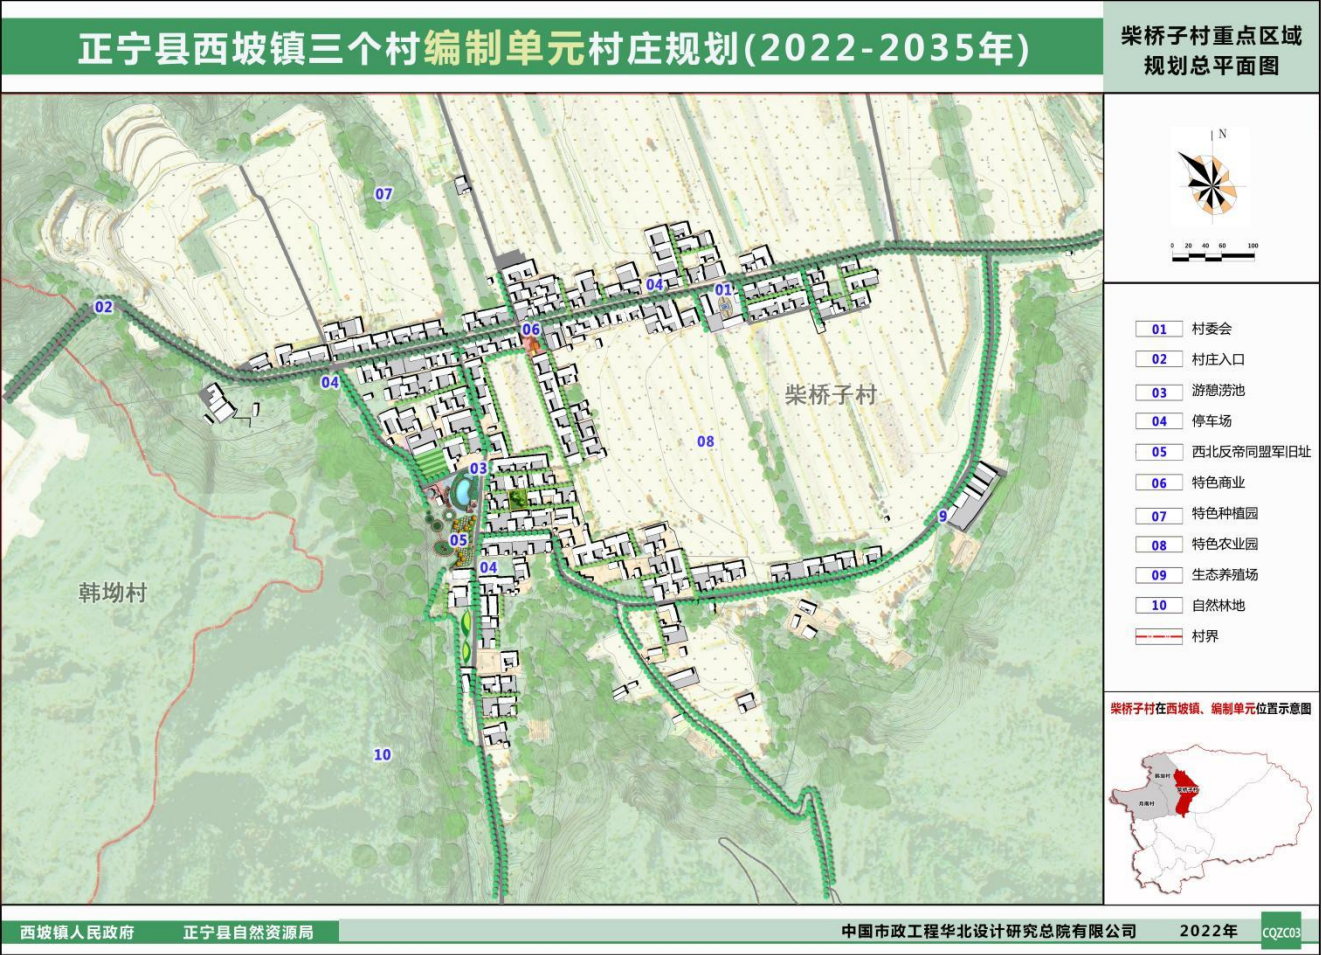 正宁县西坡镇三个村编制单元村庄规划(2022-2035年)
柴桥子村重点区域
规划总平面图
N
0 20 40 60 100
07
02
04
01
06
04
柴桥子村
08
03
9
05
04
韩坳村
10
01 村委会
02 村庄入口
03 游憩涝池
04 停车场
05 西北反帝同盟军旧址
06 特色商业
07 特色种植园
08 特色农业园
09 生态养殖场
10 自然林地
村界
柴桥子村在西坡镇、编制单元位置示意图
韩坳村
柴桥子村
西坡镇人民政府 正宁县自然资源局
中国市政工程华北设计研究总院有限公司 2022年 CQZC03